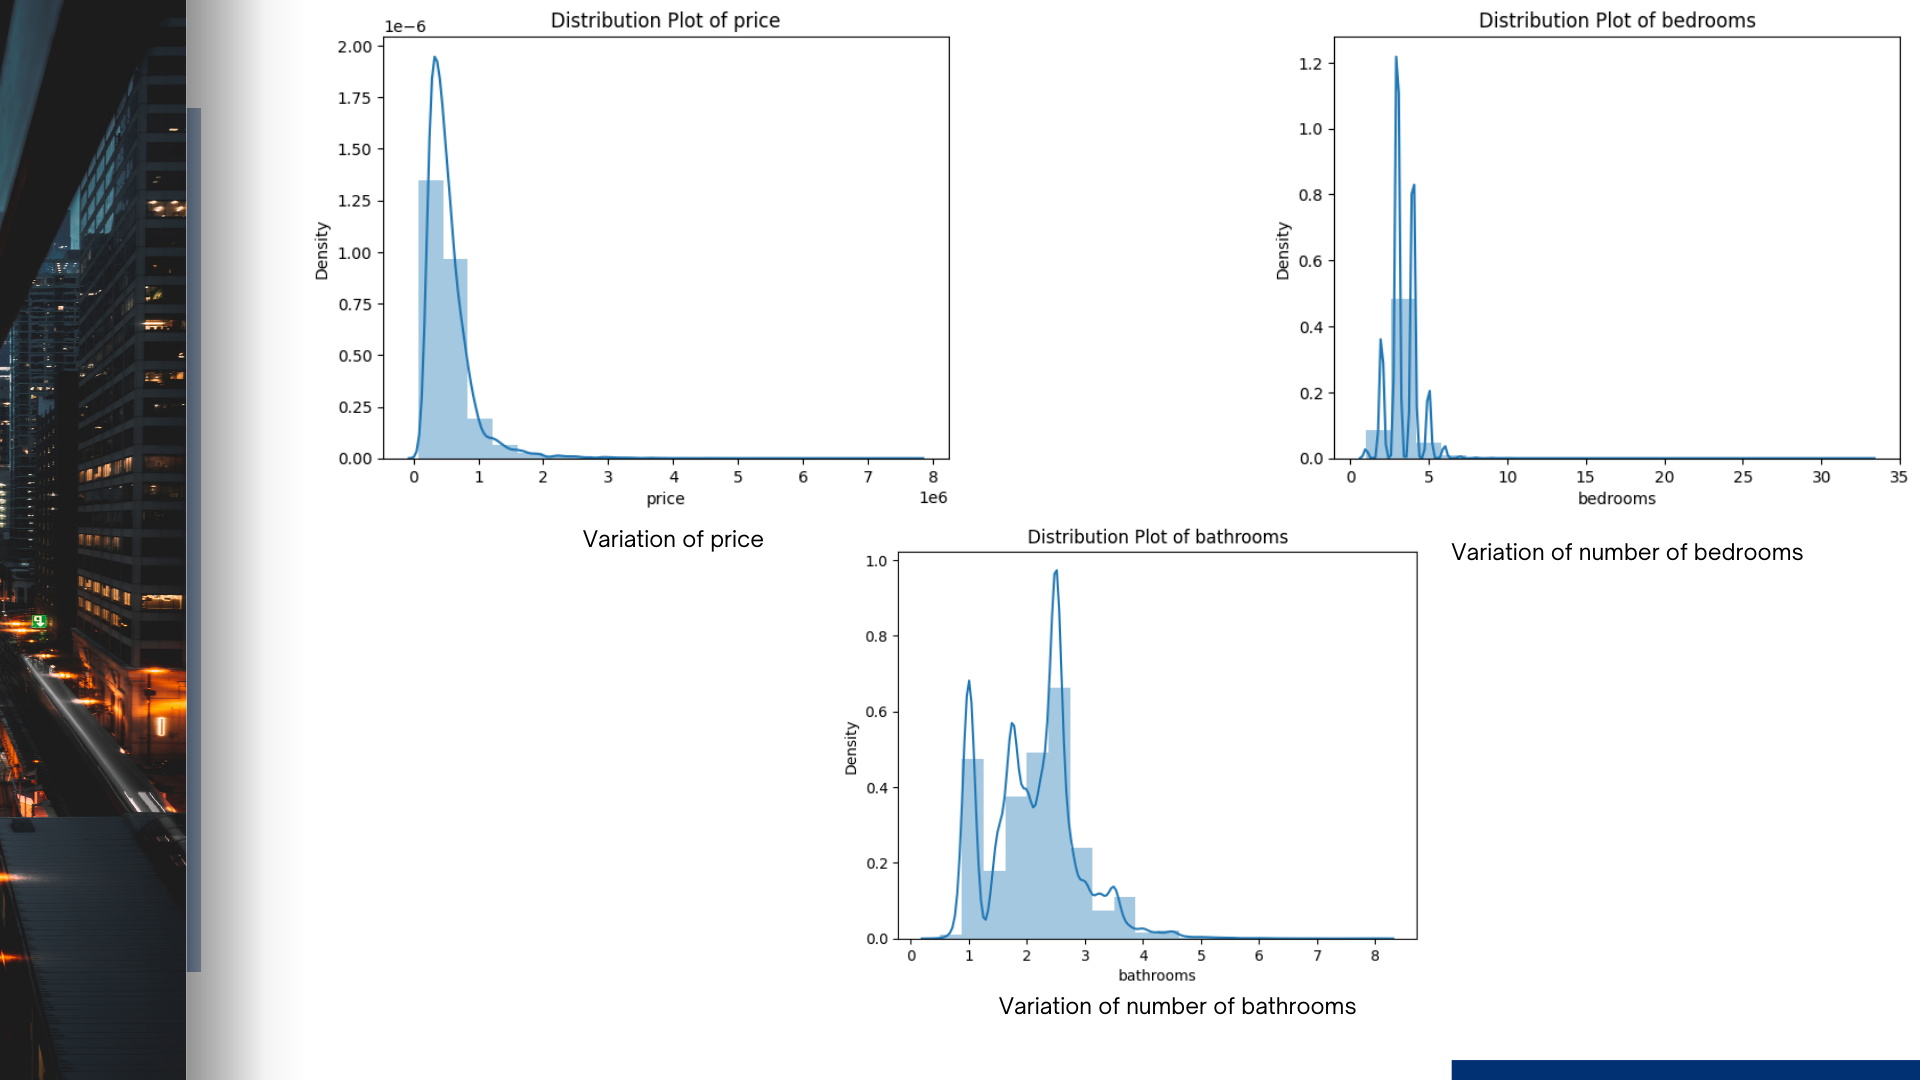 Distribution Plot of price
1e−6
2.00
1.75
1.50
1.25
1.00
0.75
0.50
0.25
0.00
Density
0 1 2 3 4 5 6 7 8
1e6
price
Variation of price
Distribution Plot of bedrooms
1.2
1.0
0.8
0.6
0.4
0.2
0.0
Density
0 5 10 15 20 25 30 35
bedrooms
Variation of number of bedrooms
Distribution Plot of bathrooms
1.0
0.8
0.6
0.4
0.2
0.0
Density
0 1 2 3 4 5 6 7 8
bathrooms
Variation of number of bathrooms